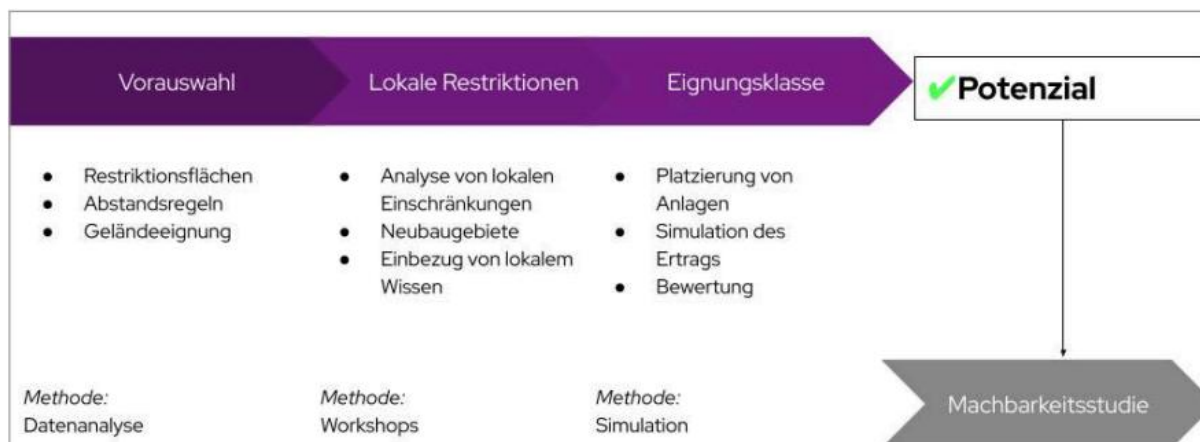 Vorauswahl
Lokale Restriktionen
Eignungsklasse
✔Potenzial
● Restriktionsflächen
● Abstandsregeln
● Geländeeignung
● Analyse von lokalen
Einschränkungen
● Neubaugebiete
● Einbezug von lokalem
Wissen
● Platzierung von
Anlagen
● Simulation des
Ertrags
● Bewertung
Methode:
Datenanalyse
Methode:
Workshops
Methode:
Simulation
Machbarkeitsstudie